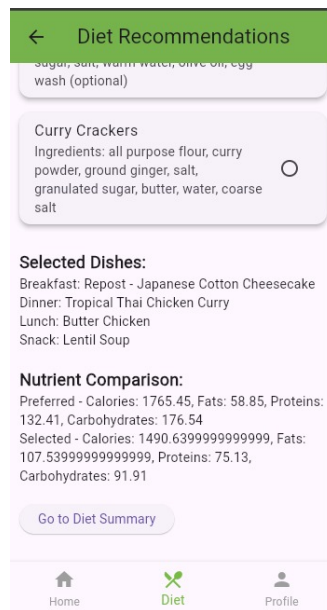 Diet Recommendations
sugar, salt, warm water, olive oil, egg
wash (optional)
Curry Crackers
Ingredients: all purpose flour, curry
powder, ground ginger, salt,
granulated sugar, butter, water, coarse
salt
Selected Dishes:
Breakfast: Repost - Japanese Cotton Cheesecake
Dinner: Tropical Thai Chicken Curry
Lunch: Butter Chicken
Snack: Lentil Soup
Nutrient Comparison:
Preferred - Calories: 1765.45, Fats: 58.85, Proteins:
132.41, Carbohydrates: 176.54
Selected - Calories: 1490.6399999999999, Fats:
107.53999999999999, Proteins: 75.13,
Carbohydrates: 91.91
Go to Diet Summary
Home
Diet
Profile